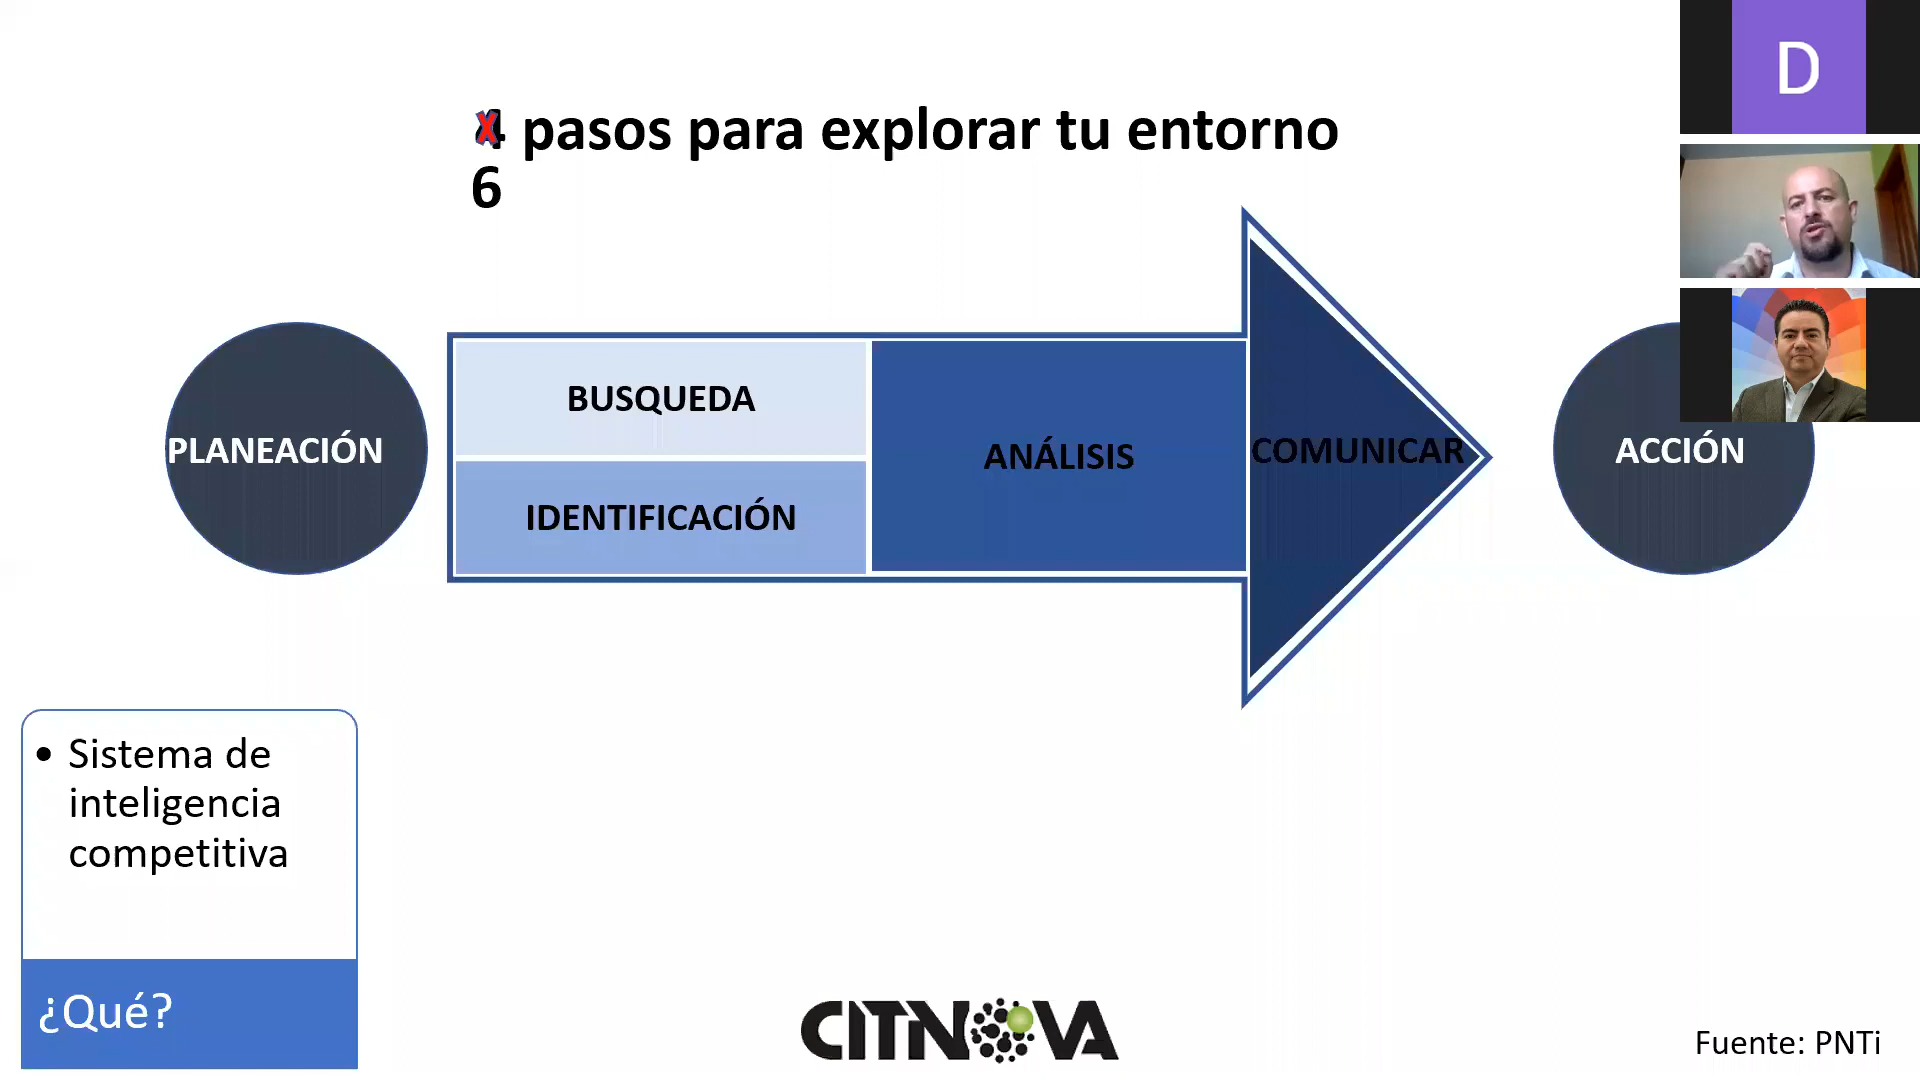 D
4 pasos para explorar tu entorno
6
PLANEACIÓN
BUSQUEDA
IDENTIFICACIÓN
ANÁLISIS
COMUNICAR
ACCIÓN
• Sistema de
inteligencia
competitiva
¿Qué?
CITNOVA
Fuente: PNTi